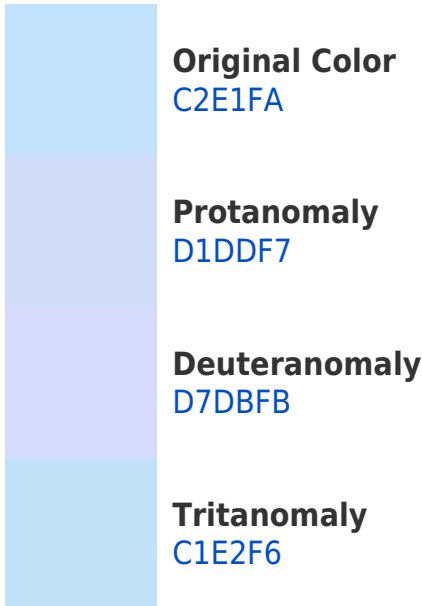 Original Color
C2E1FA
Protanomaly
D1DDF7
Deuteranomaly
D7DBFB
Tritanomaly
C1E2F6